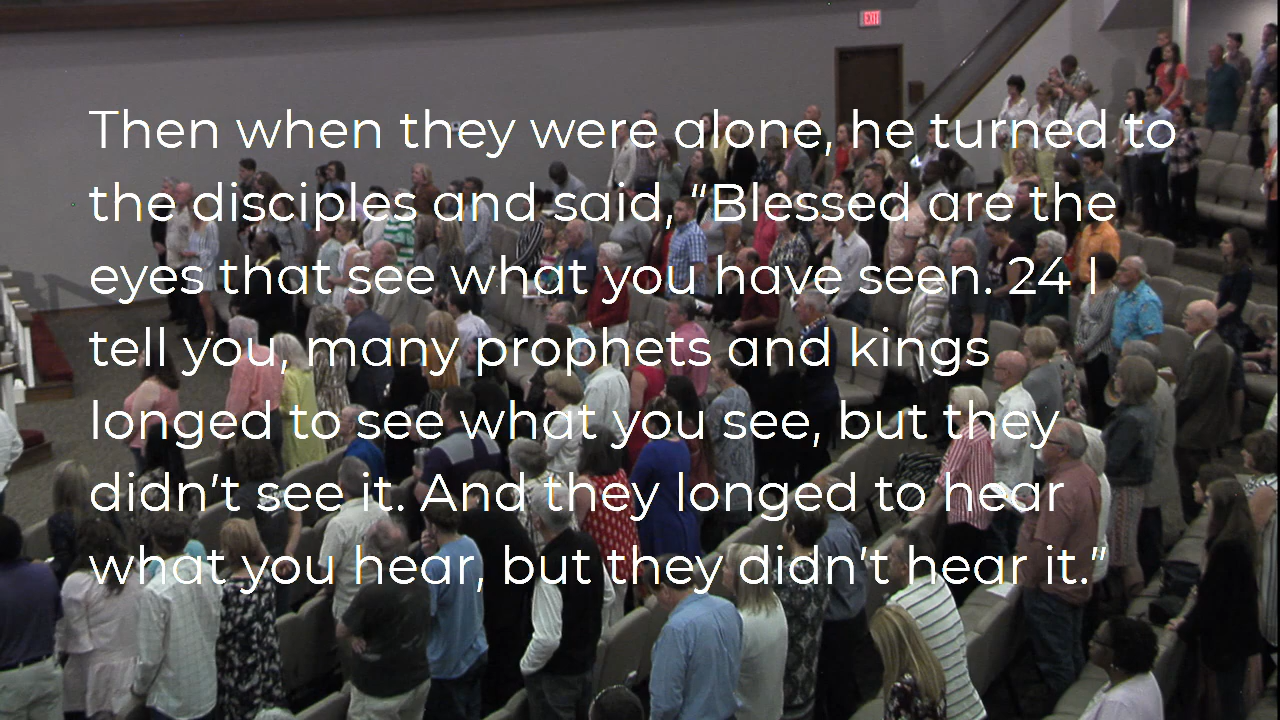 EXIT
Then when they were alone, he turned to
the disciples and said, “Blessed are the
eyes that see what you have seen. 24 I
tell you, many prophets and kings
longed to see what you see, but they
didn’t see it. And they longed to hear
what you hear, but they didn’t hear it.”